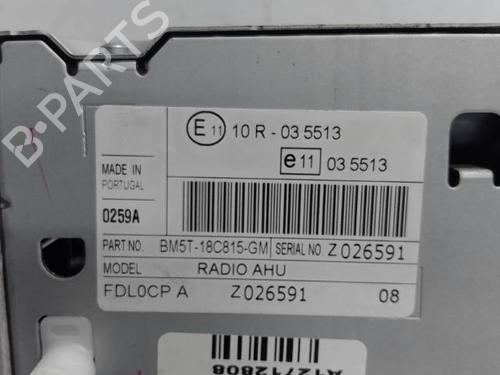 E 11 10 R - 03 5513
e 11 03 5513
MADE IN
PORTUGAL
0259A
PART NO. BM5T-18C815-GM SERIAL NO. Z026591
MODEL RADIO AHU
FDL0CP A Z026591 08
A12712808
B-PARTS